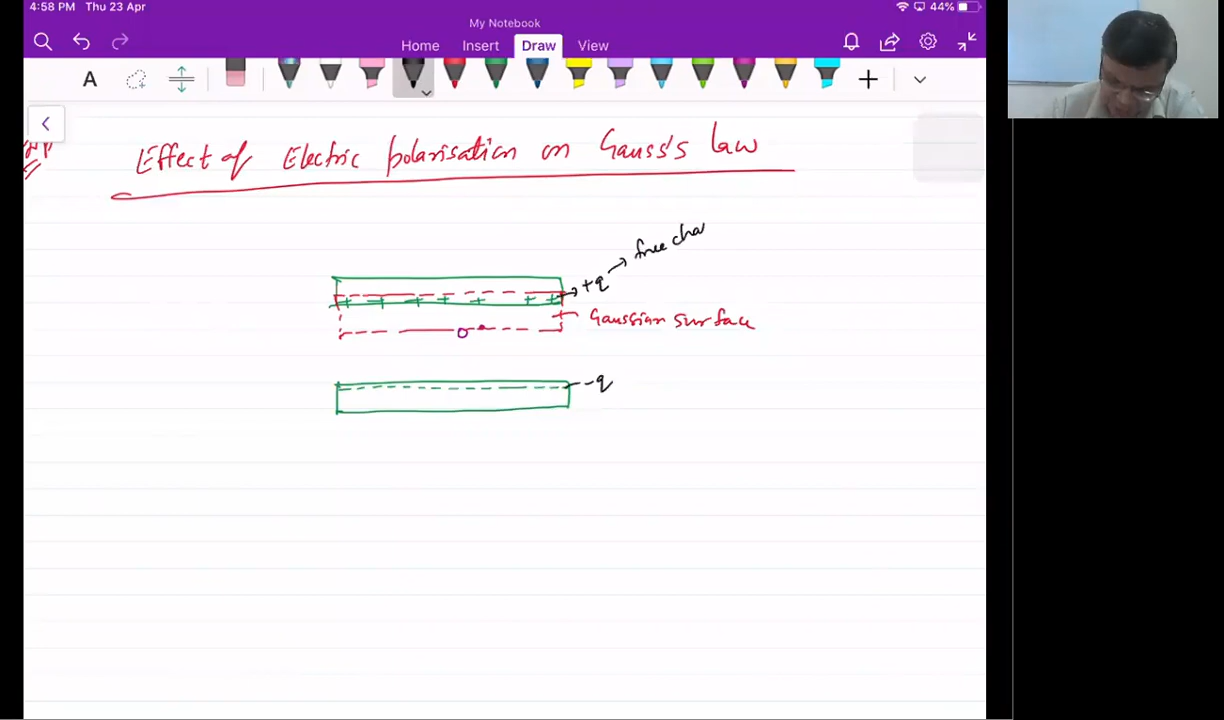 4:58 PM Thu 23 Apr
44%
My Notebook
Home Insert Draw View
A
Effect of Electric polarisation on Gauss's law
free cha
+q
+ + + + + + +
Gaussian surface
-q